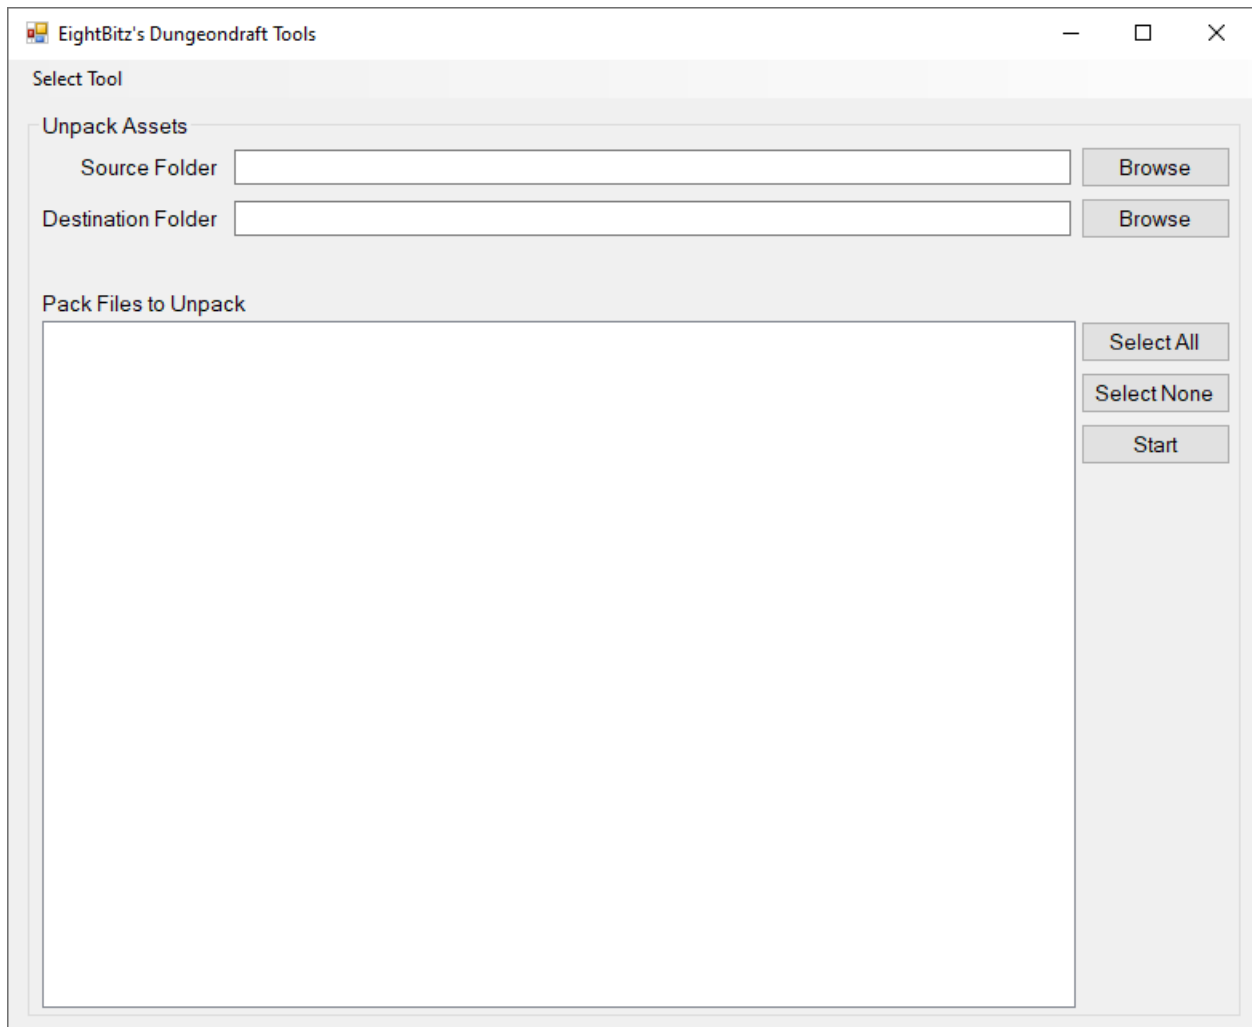 EightBitz's Dungeondraft Tools
Select Tool
Unpack Assets
Source Folder
Browse
Destination Folder
Browse
Pack Files to Unpack
Select All
Select None
Start